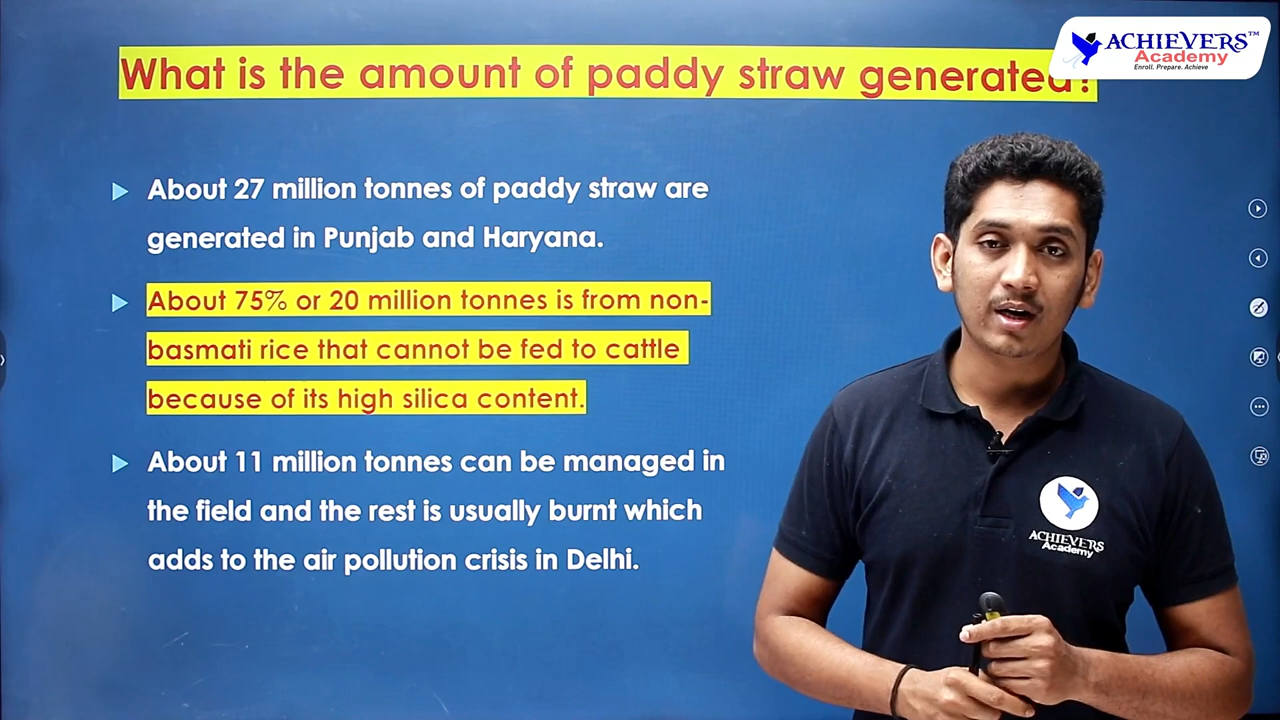 ACHIEVERS™
Academy
Enroll. Prepare. Achieve
What is the amount of paddy straw generated?
About 27 million tonnes of paddy straw are
generated in Punjab and Haryana.
About 75% or 20 million tonnes is from non-
basmati rice that cannot be fed to cattle
because of its high silica content.
About 11 million tonnes can be managed in
the field and the rest is usually burnt which
adds to the air pollution crisis in Delhi.
ACHIEVERS
Academy